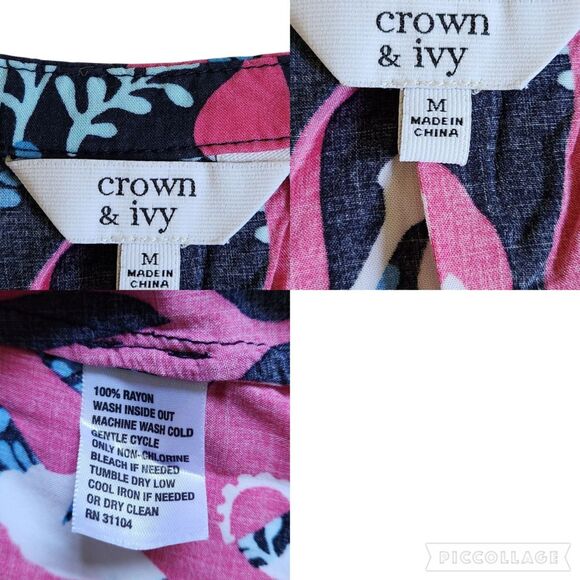 crown
& ivy
M
MADE IN
CHINA
crown
& ivy
M
MADE IN
CHINA
100% RAYON
WASH INSIDE OUT
MACHINE WASH COLD
GENTLE CYCLE
ONLY NON-CHLORINE
BLEACH IF NEEDED
TUMBLE DRY LOW
COOL IRON IF NEEDED
OR DRY CLEAN
RN 31104
PICCOLLAGE